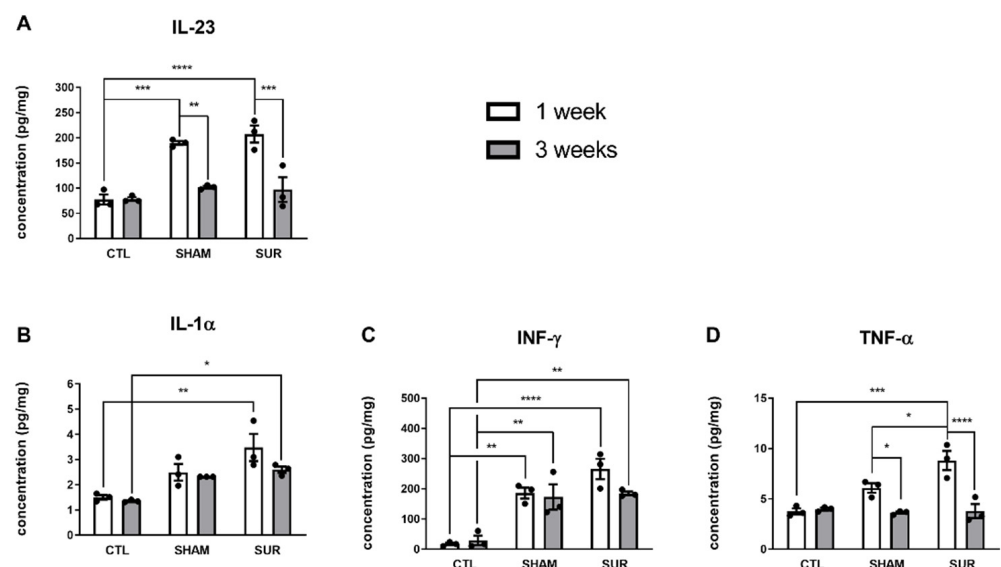 A
IL-23
concentration (pg/mg)
300
250
200
150
100
50
0
****
***
**
***
CTL
SHAM
SUR
1 week
3 weeks
B
IL-1α
concentration (pg/mg)
6
5
4
3
2
1
0
*
**
CTL
SHAM
SUR
C
INF-γ
concentration (pg/mg)
500
400
300
200
100
0
**
****
**
**
CTL
SHAM
SUR
D
TNF-α
concentration (pg/mg)
15
10
5
0
***
*
*
****
CTL
SHAM
SUR